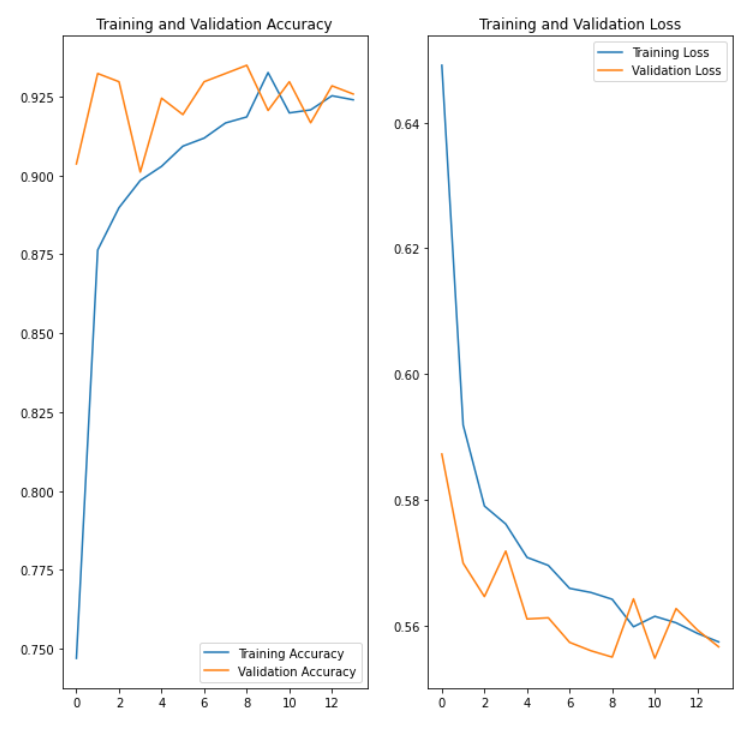 Training and Validation Accuracy
0.925
0.900
0.875
0.850
0.825
0.800
0.775
0.750
Training Accuracy
Validation Accuracy
0 2 4 6 8 10 12
Training and Validation Loss
Training Loss
Validation Loss
0.64
0.62
0.60
0.58
0.56
0 2 4 6 8 10 12